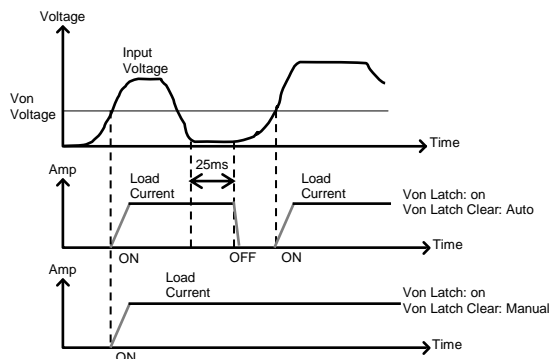 Voltage
Input
Voltage
Von
Voltage
Time
25ms
Amp
Load
Current
Load
Current
Von Latch: on
Von Latch Clear: Auto
Time
ON
OFF
ON
Amp
Load
Current
Von Latch: on
Von Latch Clear: Manual
Time
ON